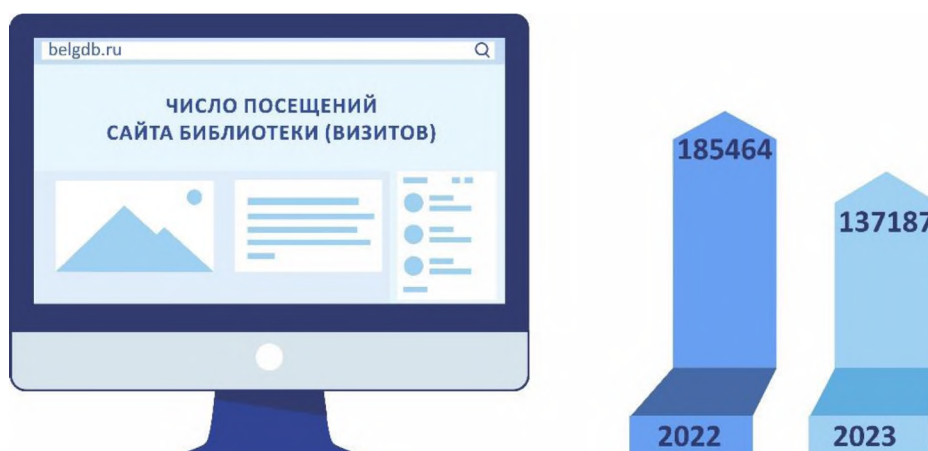 belgdb.ru
ЧИСЛО ПОСЕЩЕНИЙ
САЙТА БИБЛИОТЕКИ (ВИЗИТОВ)
185464
137187
2022
2023